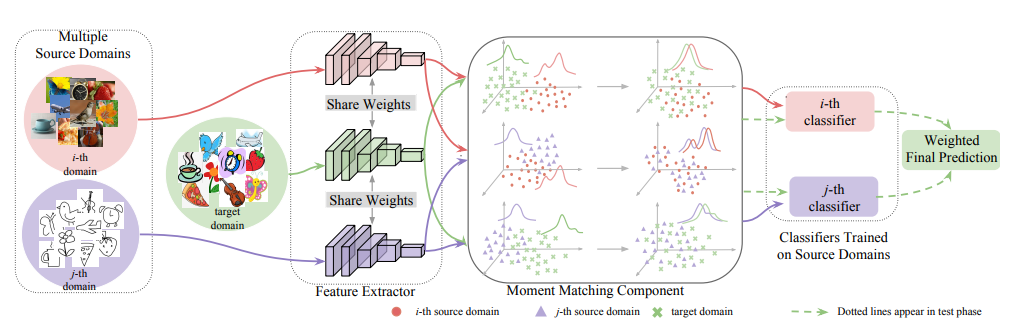 Multiple
Source Domains
i-th
domain
j-th
domain
target
domain
Share Weights
Share Weights
Feature Extractor
Moment Matching Component
i-th
classifier
j-th
classifier
Classifiers Trained
on Source Domains
Weighted
Final Prediction
i-th source domain
j-th source domain
target domain
Dotted lines appear in test phase